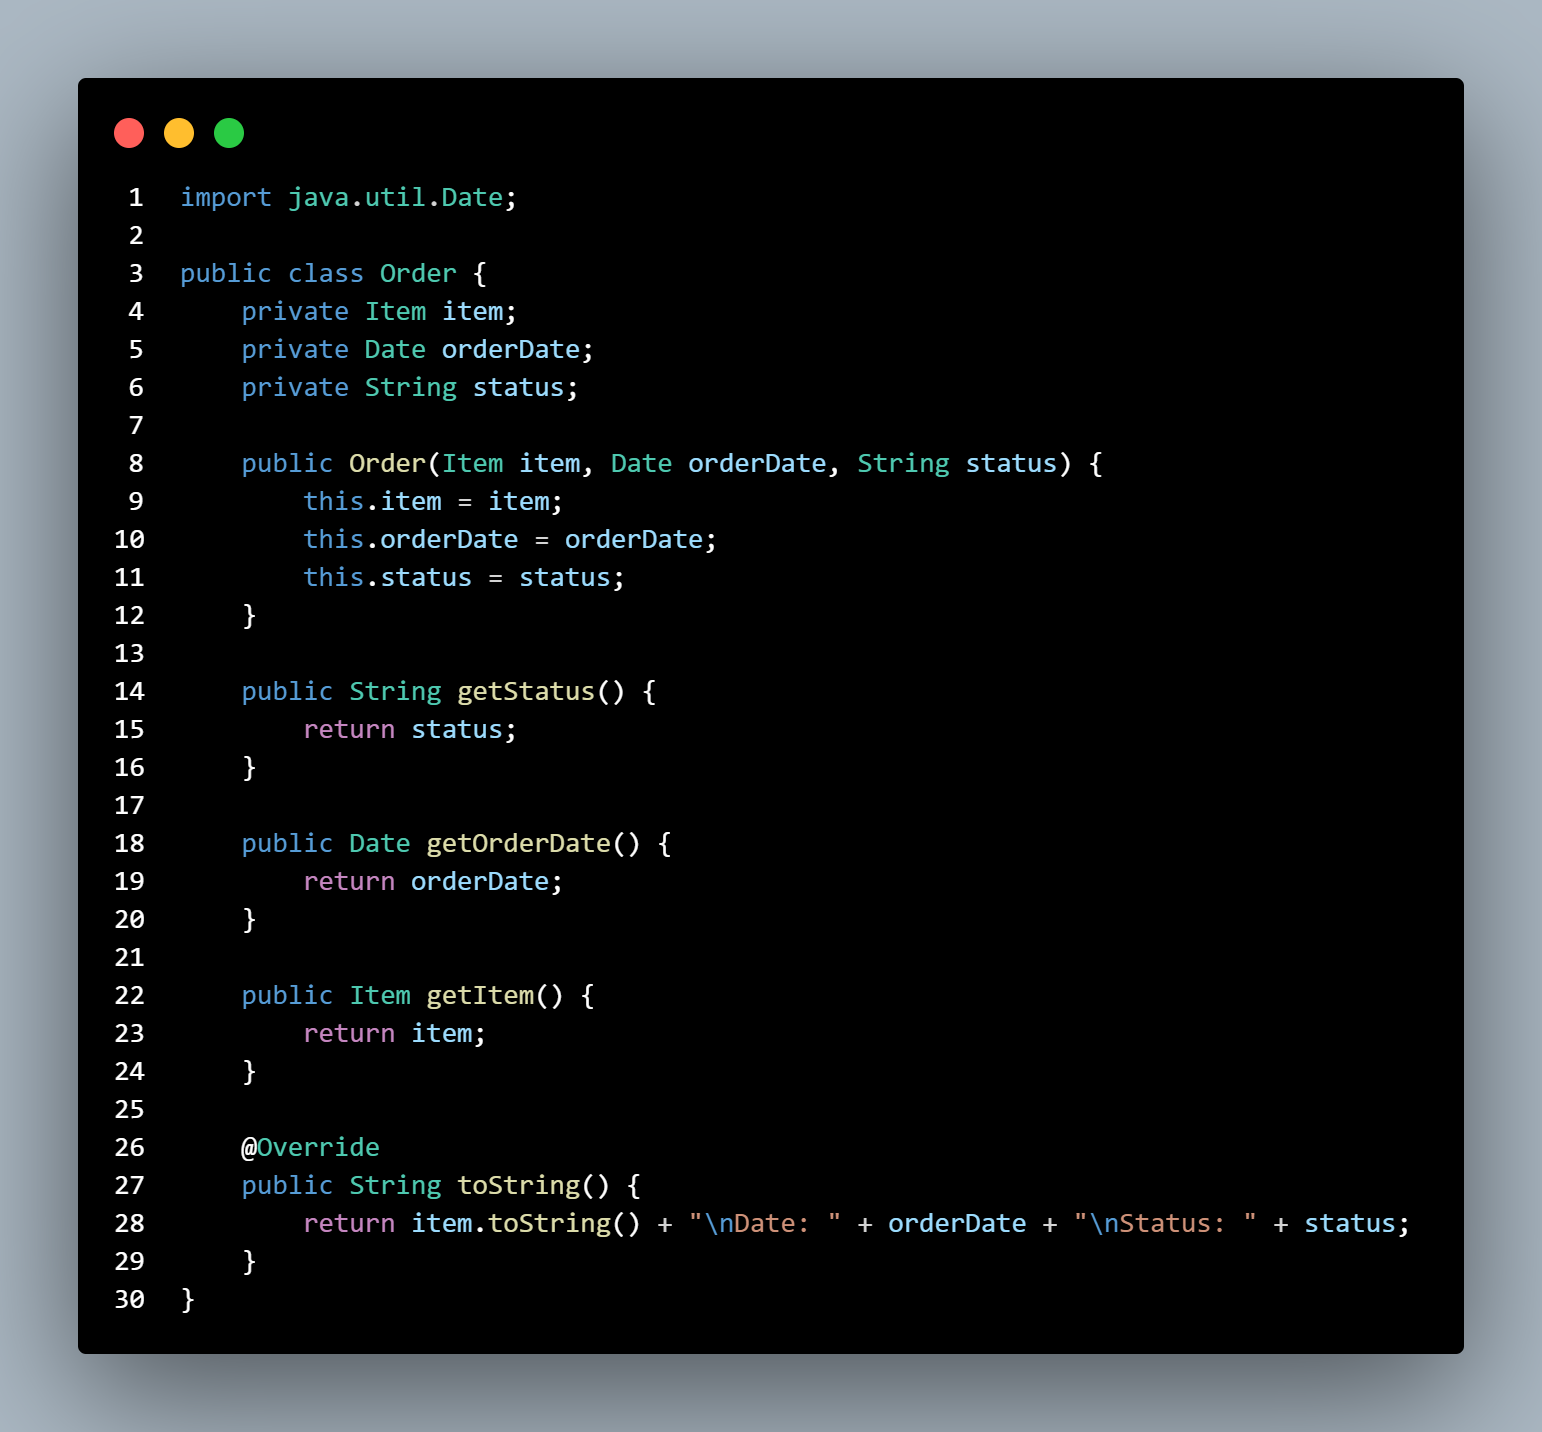 1 import java.util.Date;
2
3 public class Order {
4     private Item item;
5     private Date orderDate;
6     private String status;
7
8     public Order(Item item, Date orderDate, String status) {
9         this.item = item;
10         this.orderDate = orderDate;
11         this.status = status;
12     }
13
14     public String getStatus() {
15         return status;
16     }
17
18     public Date getOrderDate() {
19         return orderDate;
20     }
21
22     public Item getItem() {
23         return item;
24     }
25
26     @Override
27     public String toString() {
28         return item.toString() + "\nDate: " + orderDate + "\nStatus: " + status;
29     }
30 }